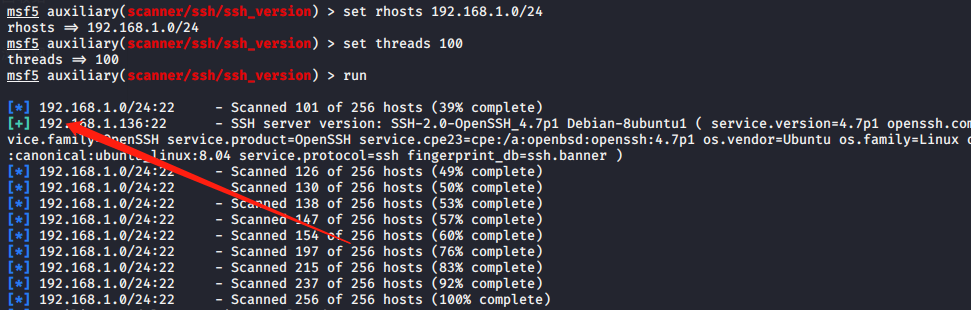 msf5 auxiliary(scanner/ssh/ssh_version) > set rhosts 192.168.1.0/24
rhosts => 192.168.1.0/24
msf5 auxiliary(scanner/ssh/ssh_version) > set threads 100
threads => 100
msf5 auxiliary(scanner/ssh/ssh_version) > run
[*] 192.168.1.0/24:22 - Scanned 101 of 256 hosts (39% complete)
[+] 192.168.1.136:22 - SSH server version: SSH-2.0-OpenSSH_4.7p1 Debian-8ubuntu1 ( service.version=4.7p1 openssh.com
vice.family=OpenSSH service.product=OpenSSH service.cpe23=cpe:/a:openbsd:openssh:4.7p1 os.vendor=Ubuntu os.family=Linux
:canonical:ubuntu_linux:8.04 service.protocol=ssh fingerprint_db=ssh.banner )
[*] 192.168.1.0/24:22 - Scanned 126 of 256 hosts (49% complete)
[*] 192.168.1.0/24:22 - Scanned 130 of 256 hosts (50% complete)
[*] 192.168.1.0/24:22 - Scanned 138 of 256 hosts (53% complete)
[*] 192.168.1.0/24:22 - Scanned 147 of 256 hosts (57% complete)
[*] 192.168.1.0/24:22 - Scanned 154 of 256 hosts (60% complete)
[*] 192.168.1.0/24:22 - Scanned 197 of 256 hosts (76% complete)
[*] 192.168.1.0/24:22 - Scanned 215 of 256 hosts (83% complete)
[*] 192.168.1.0/24:22 - Scanned 237 of 256 hosts (92% complete)
[*] 192.168.1.0/24:22 - Scanned 256 of 256 hosts (100% complete)